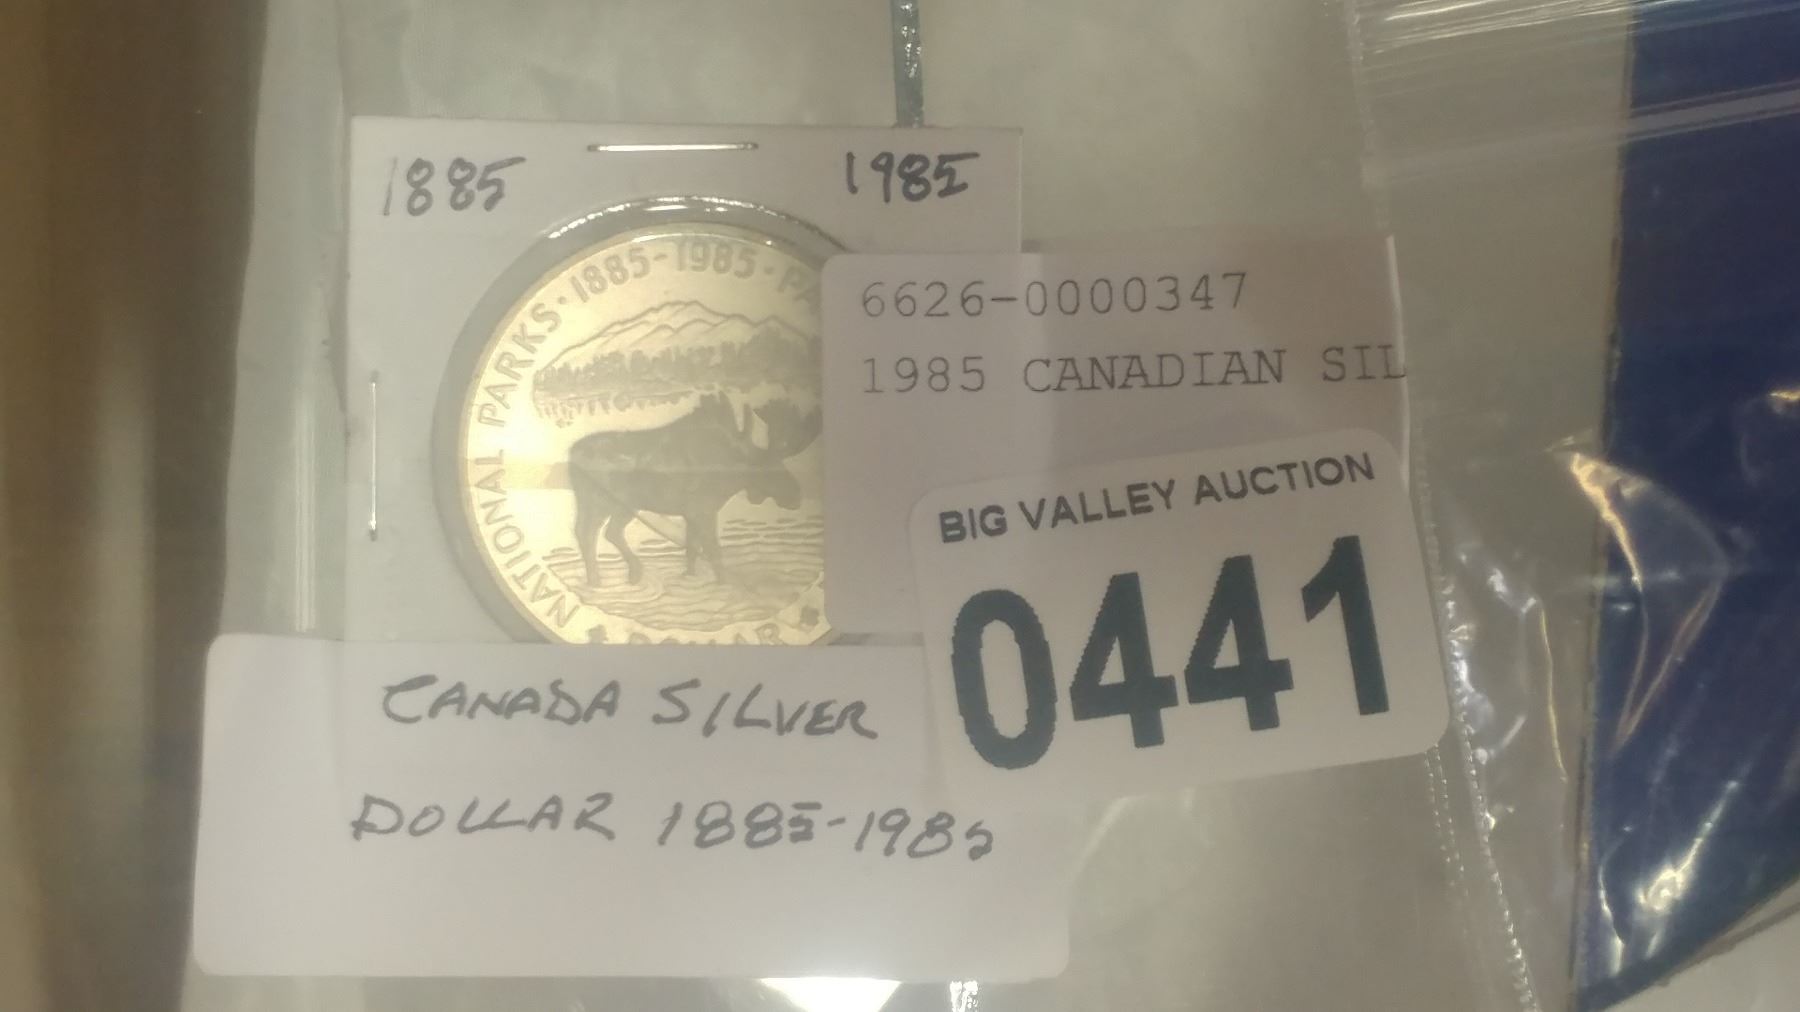 1885 1985
NATIONAL PARKS · 1885-1985 · PA
DOLLAR
6626-0000347
1985 CANADIAN SIL
BIG VALLEY AUCTION
0441
CANADA SILVER
DOLLAR 1885-1985